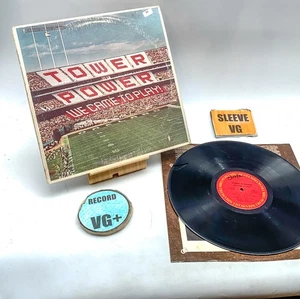 TOWER
POWER
WE CAME TO PLAY!
SLEEVE
VG
RECORD
VG+